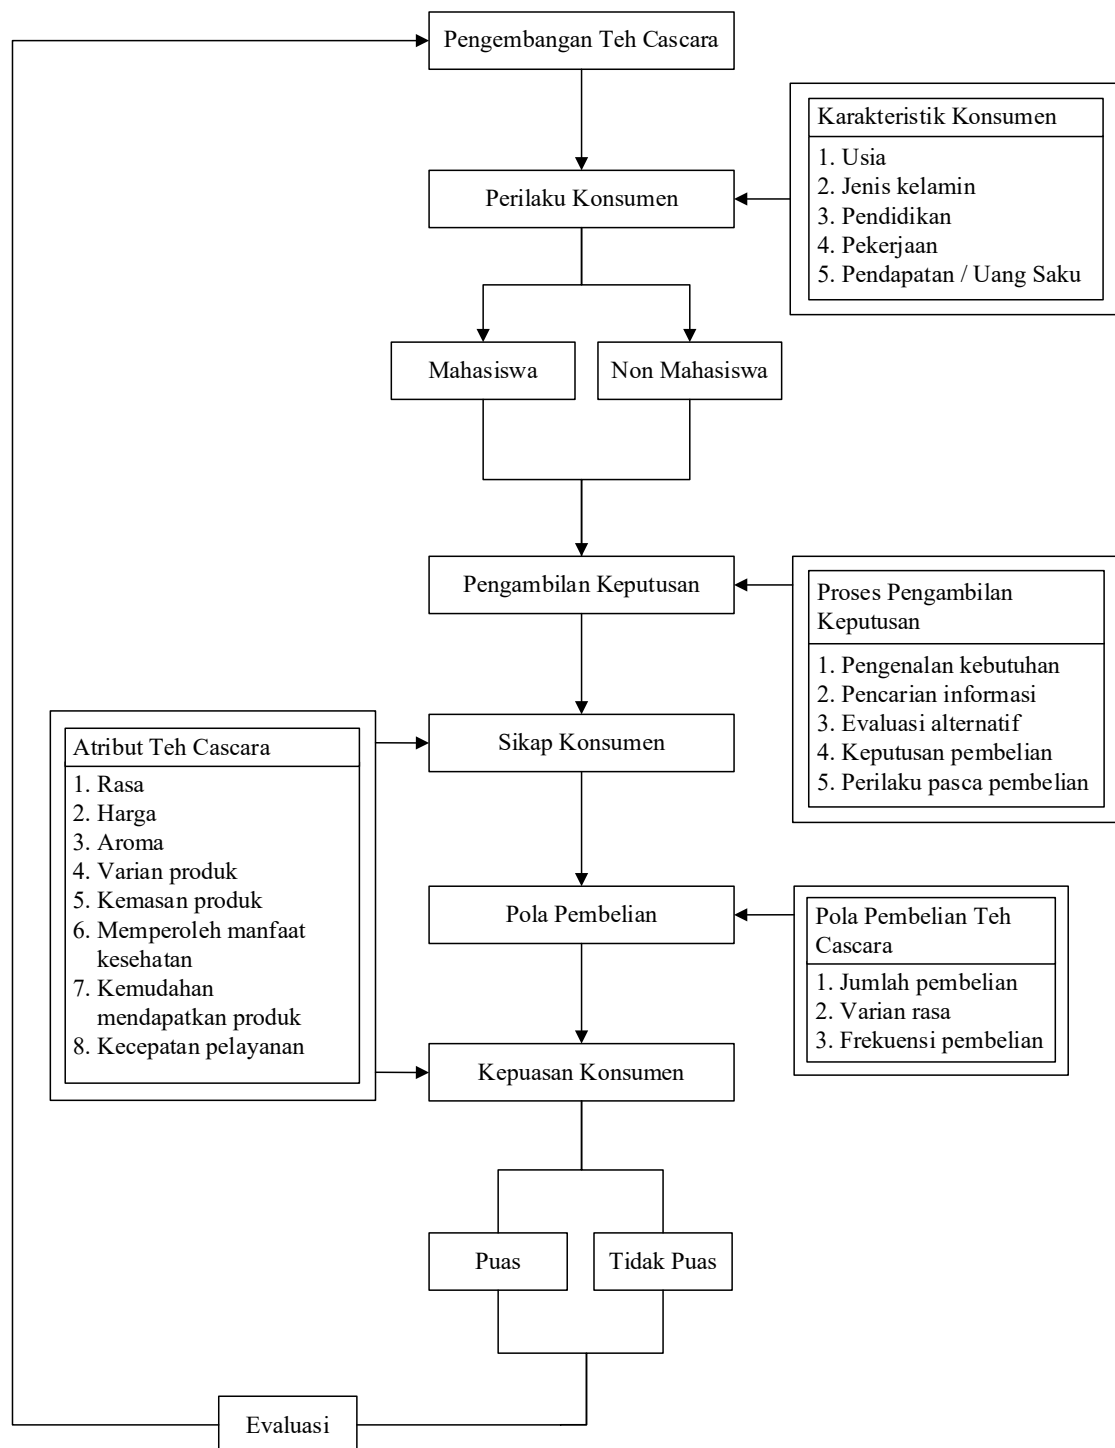 Pengembangan Teh Cascara
Karakteristik Konsumen
1. Usia
2. Jenis kelamin
3. Pendidikan
4. Pekerjaan
5. Pendapatan / Uang Saku
Perilaku Konsumen
Mahasiswa
Non Mahasiswa
Pengambilan Keputusan
Proses Pengambilan
Keputusan
1. Pengenalan kebutuhan
2. Pencarian informasi
3. Evaluasi alternatif
4. Keputusan pembelian
5. Perilaku pasca pembelian
Sikap Konsumen
Atribut Teh Cascara
1. Rasa
2. Harga
3. Aroma
4. Varian produk
5. Kemasan produk
6. Memperoleh manfaat
kesehatan
7. Kemudahan
mendapatkan produk
8. Kecepatan pelayanan
Pola Pembelian
Pola Pembelian Teh
Cascara
1. Jumlah pembelian
2. Varian rasa
3. Frekuensi pembelian
Kepuasan Konsumen
Puas
Tidak Puas
Evaluasi